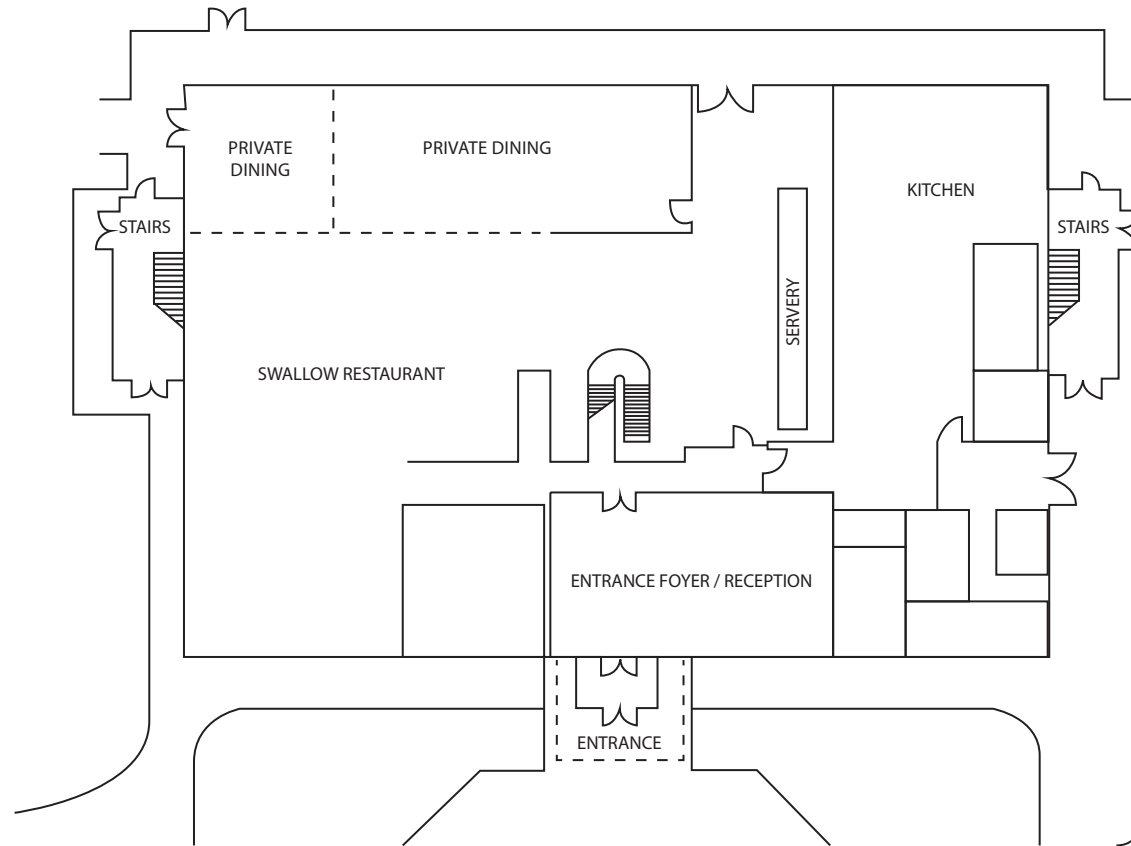 PRIVATE
DINING
PRIVATE DINING
KITCHEN
STAIRS
STAIRS
SERVERY
SWALLOW RESTAURANT
ENTRANCE FOYER / RECEPTION
ENTRANCE